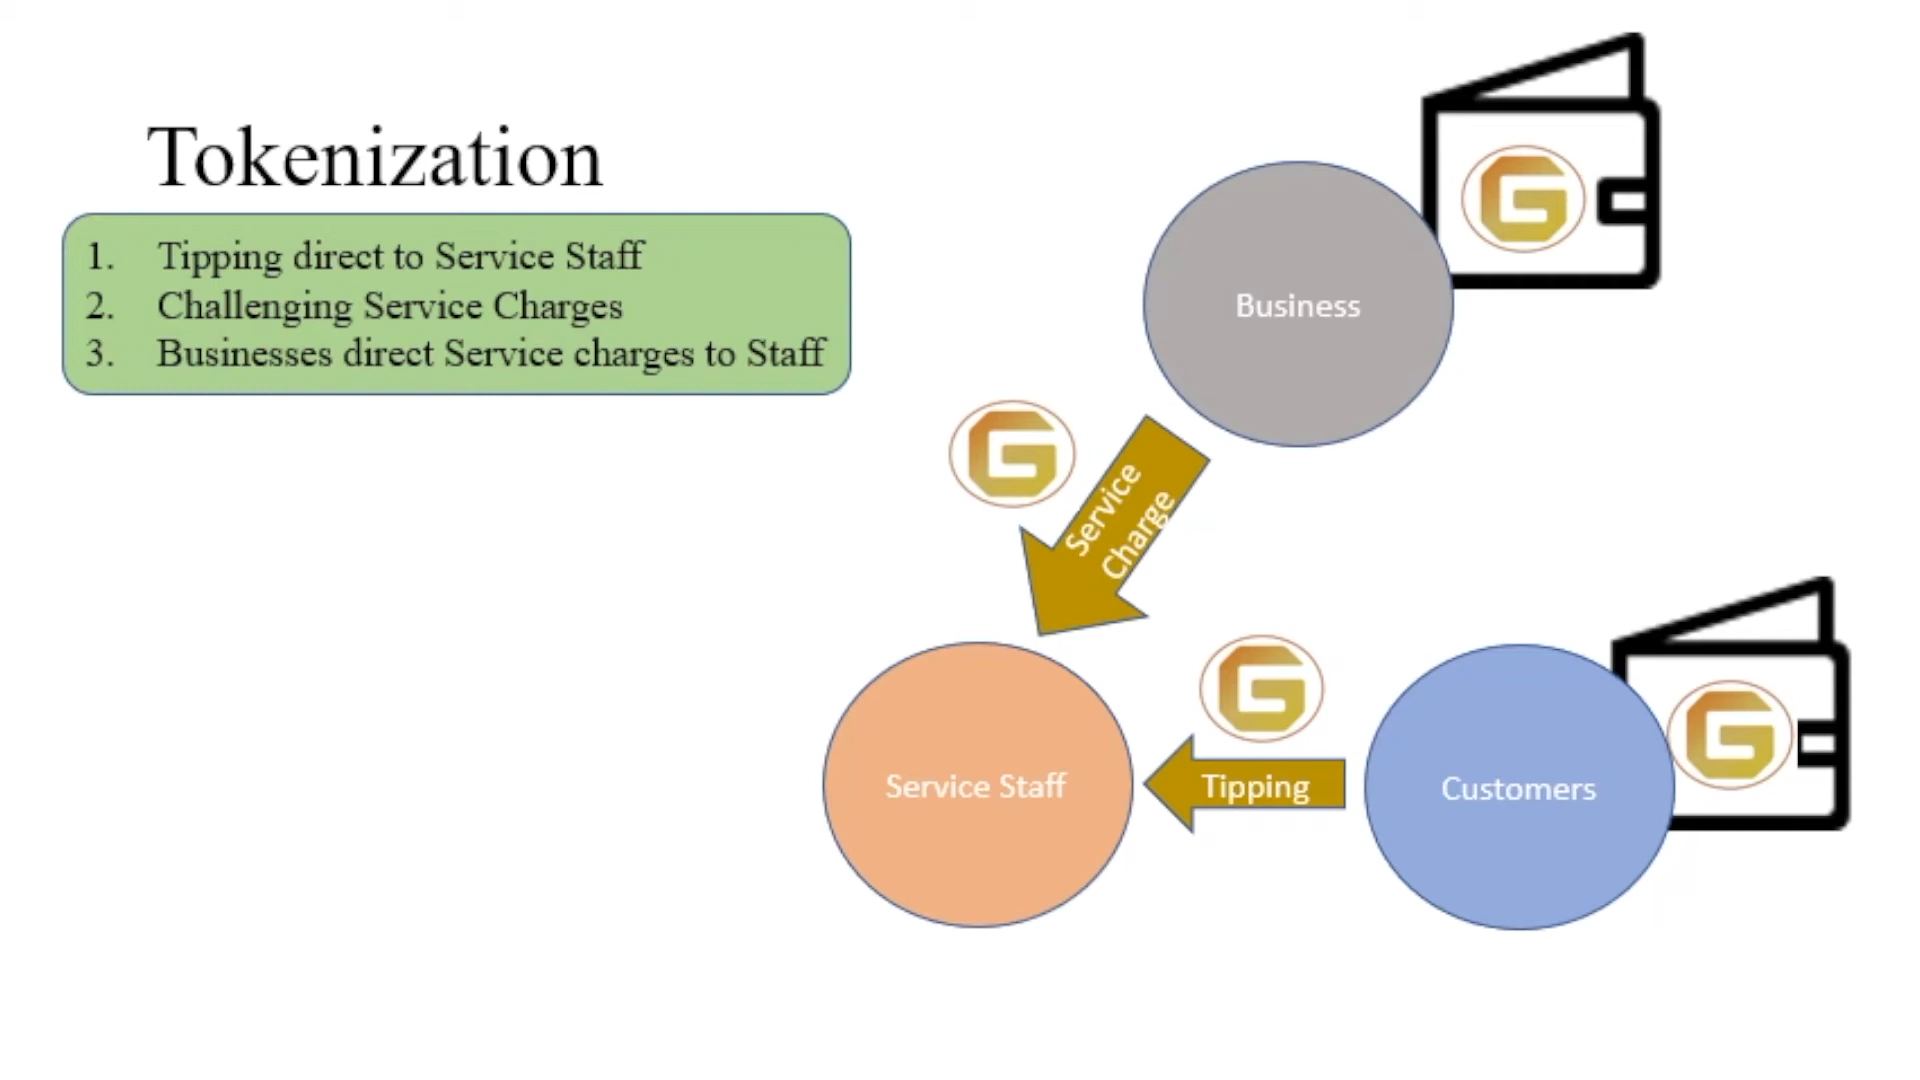 Tokenization
1. Tipping direct to Service Staff
2. Challenging Service Charges
3. Businesses direct Service charges to Staff
G
Business
G
Service
Charge
G
G
Service Staff
Tipping
Customers